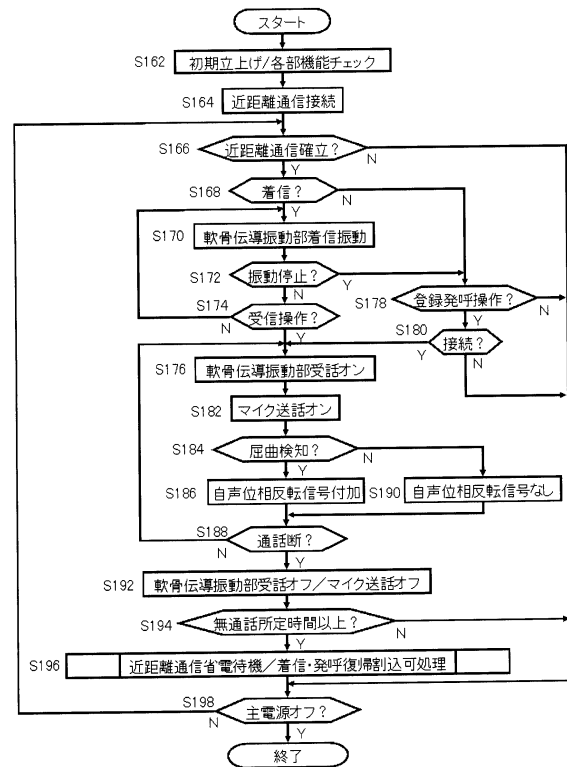 スタート
S162 初期立上げ/各部機能チェック
S164 近距離通信接続
S166 近距離通信確立? N
Y
S168 着信? N
Y
S170 軟骨伝導振動部着信振動
S172 振動停止? Y
N
S178 登録発呼操作? N
Y
S174 受信操作?
N Y
S180 接続?
Y N
S176 軟骨伝導振動部受話オン
S182 マイク送話オン
S184 屈曲検知? N
Y
S186 自声位相反転信号付加
S190 自声位相反転信号なし
S188 通話断?
N Y
S192 軟骨伝導振動部受話オフ/マイク送話オフ
S194 無通話所定時間以上? N
Y
S196 近距離通信省電待機/着信・発呼復帰割込可処理
S198 主電源オフ?
N Y
終了